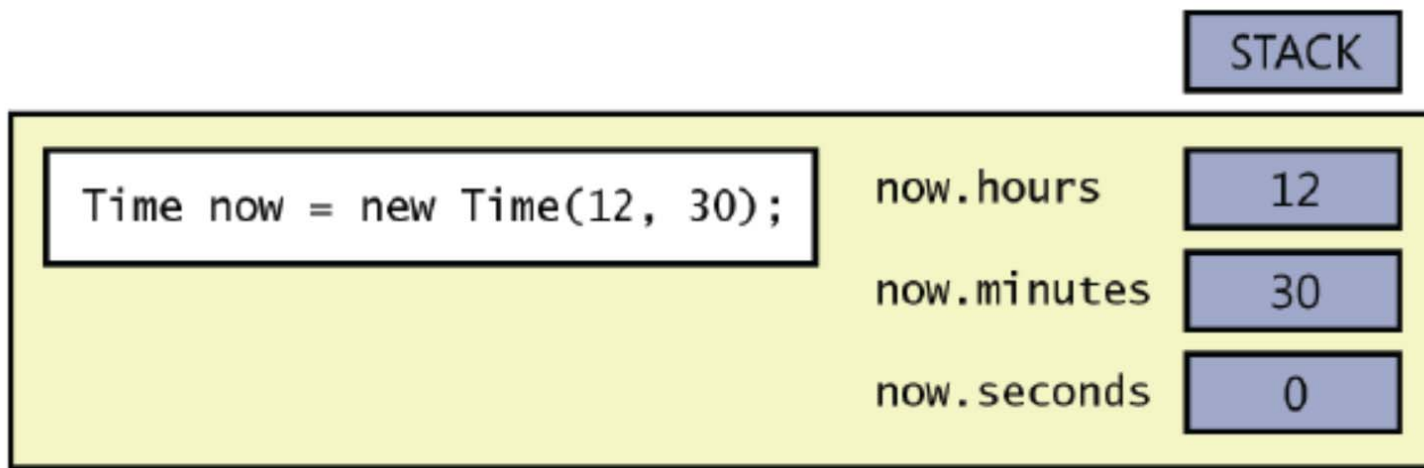 STACK
Time now = new Time(12, 30);
now.hours 12
now.minutes 30
now.seconds 0